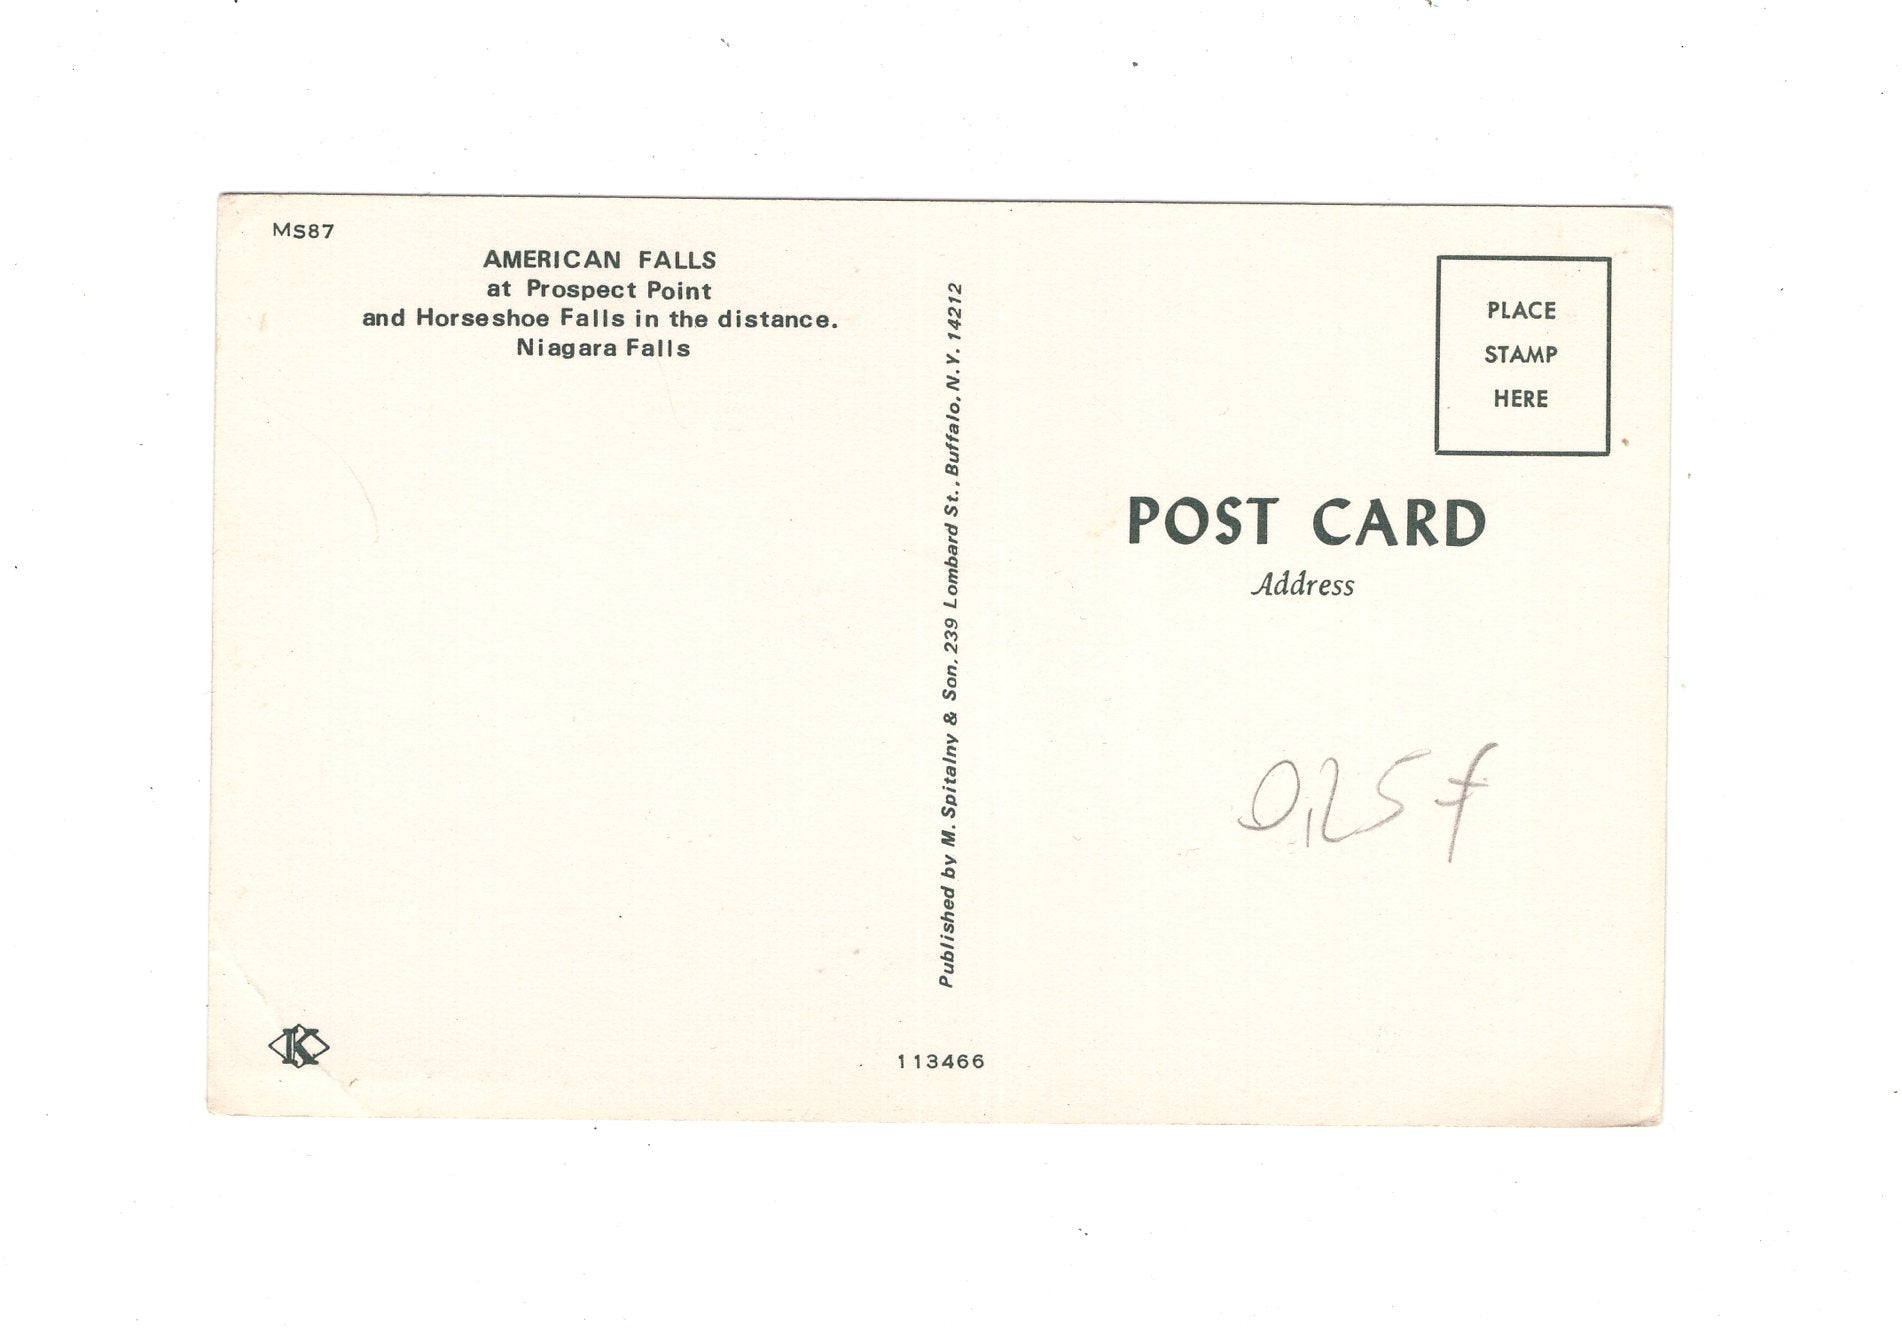 MS87
AMERICAN FALLS
at Prospect Point
and Horseshoe Falls in the distance.
Niagara Falls
Published by M. Spitalny & Son. 239 Lombard St., Buffalo, N.Y. 14212
PLACE
STAMP
HERE
POST CARD
Address
0,25 f
K
113466